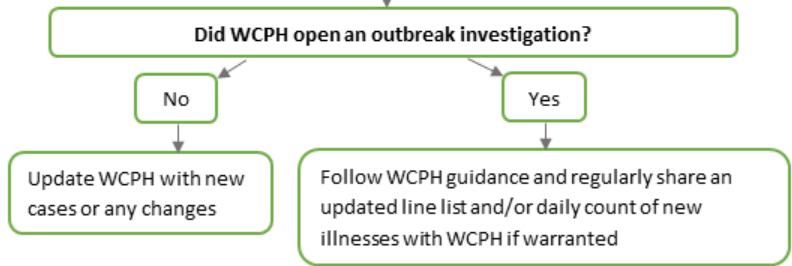 Did WCPH open an outbreak investigation?
No
Yes
Update WCPH with new
cases or any changes
Follow WCPH guidance and regularly share an
updated line list and/or daily count of new
illnesses with WCPH if warranted